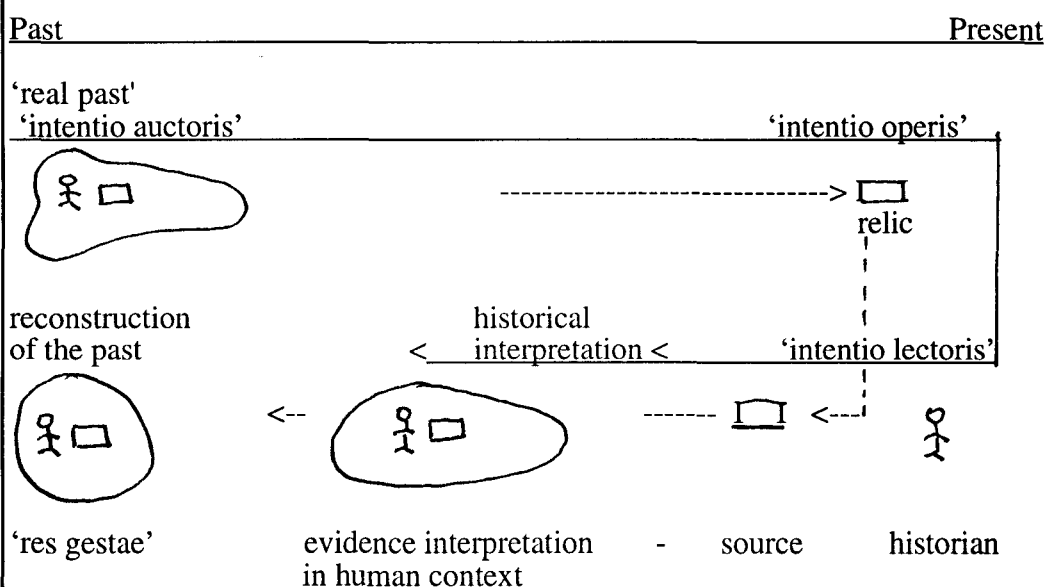 Past Present
‘real past'
‘intentio auctoris’ ‘intentio operis’
relic
reconstruction historical
of the past < interpretation < ‘intentio lectoris’
‘res gestae’ evidence interpretation - source historian
in human context